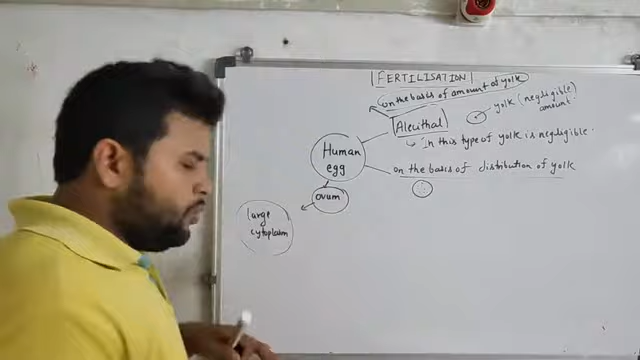 FERTILISATION
on the basis of amount of yolk
yolk (negligible)
amount.
Alecithal
in this type of yolk is negligible.
Human
egg
on the basis of distribution of yolk
ovum
large
cytoplasm